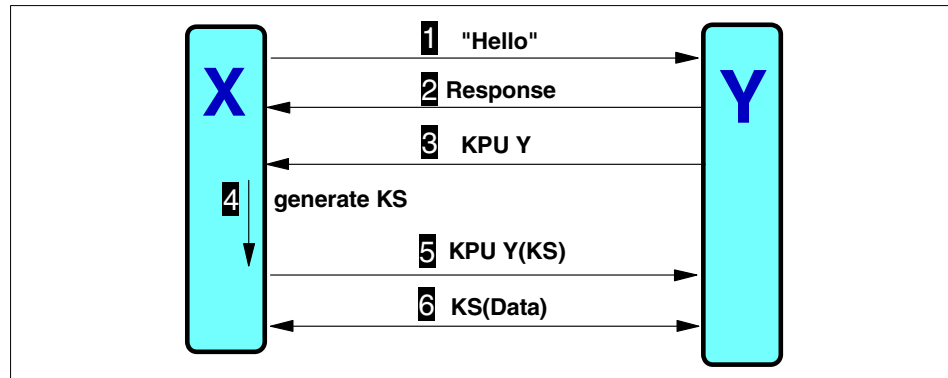 1 "Hello"
X
Y
2 Response
3 KPU Y
4 generate KS
5 KPU Y(KS)
6 KS(Data)